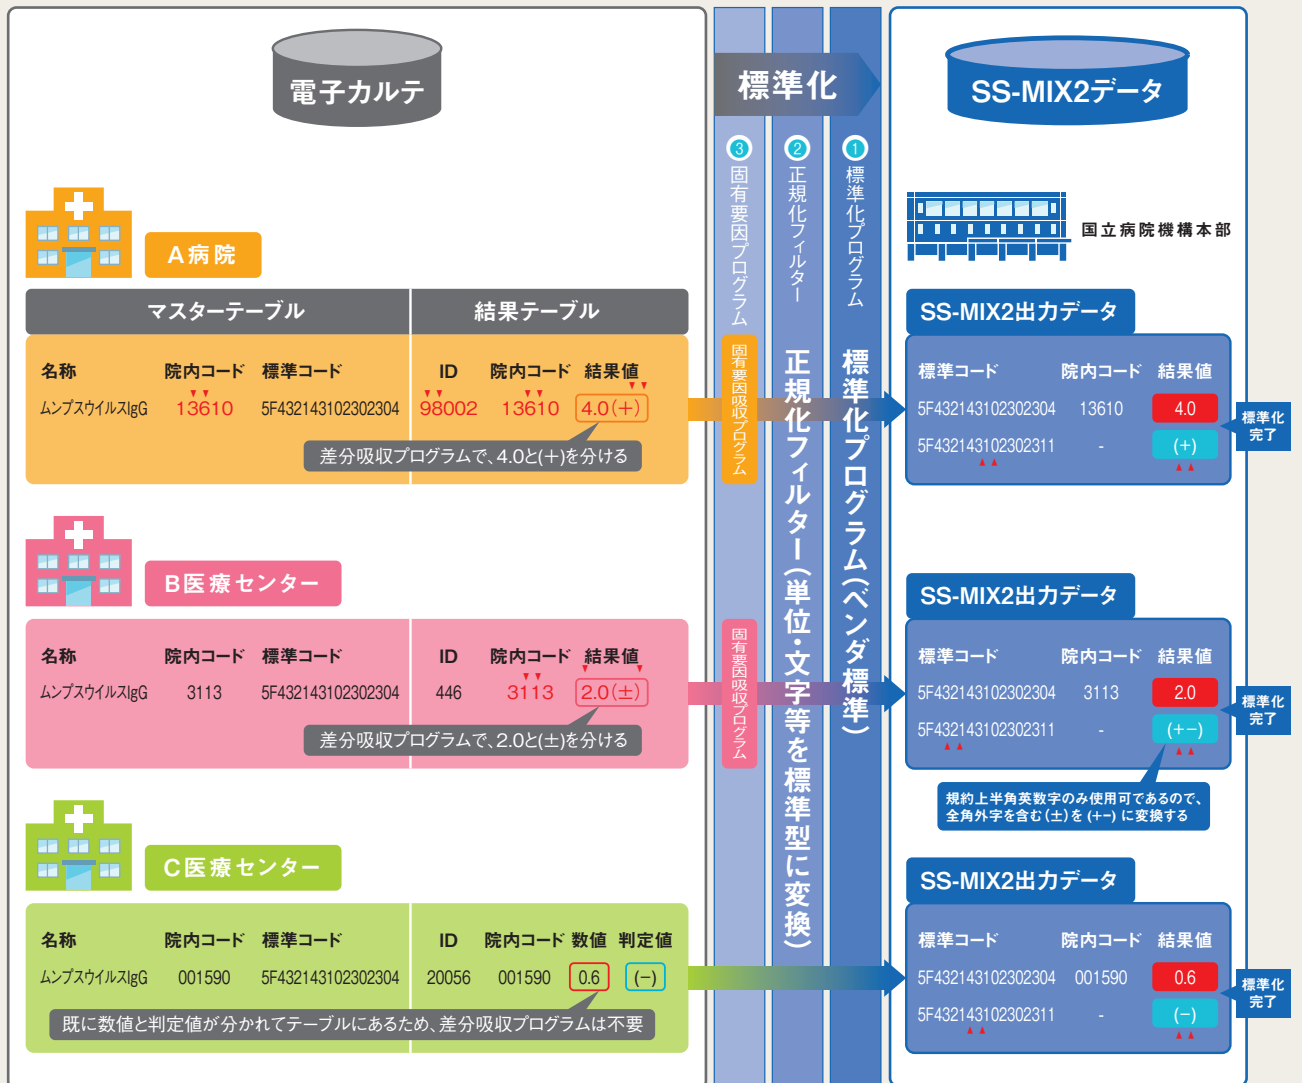 電子カルテ
標準化
SS-MIX2データ
③ 固有要因プログラム
② 正規化フィルター
① 標準化プログラム
国立病院機構本部
A病院
マスターテーブル 結果テーブル
名称 院内コード 標準コード ID 院内コード 結果値
ムンプスウイルスIgG 13610 5F432143102302304 98002 13610 4.0(+)
差分吸収プログラムで、4.0と(+)を分ける
固有要因吸収プログラム
正規化フィルター(単位・文字等を標準型に変換)
標準化プログラム(ベンダ標準)
SS-MIX2出力データ
標準コード 院内コード 結果値
5F432143102302304 13610 4.0
5F432143102302311 - (+)
標準化
完了
B医療センター
名称 院内コード 標準コード ID 院内コード 結果値
ムンプスウイルスIgG 3113 5F432143102302304 446 3113 2.0(±)
差分吸収プログラムで、2.0と(±)を分ける
固有要因吸収プログラム
SS-MIX2出力データ
標準コード 院内コード 結果値
5F432143102302304 3113 2.0
5F432143102302311 - (+−)
標準化
完了
規約上半角英数字のみ使用可であるので、
全角外字を含む(±)を(+−)に変換する
C医療センター
名称 院内コード 標準コード ID 院内コード 数値 判定値
ムンプスウイルスIgG 001590 5F432143102302304 20056 001590 0.6 (−)
既に数値と判定値が分かれてテーブルにあるため、差分吸収プログラムは不要
SS-MIX2出力データ
標準コード 院内コード 結果値
5F432143102302304 001590 0.6
5F432143102302311 - (−)
標準化
完了